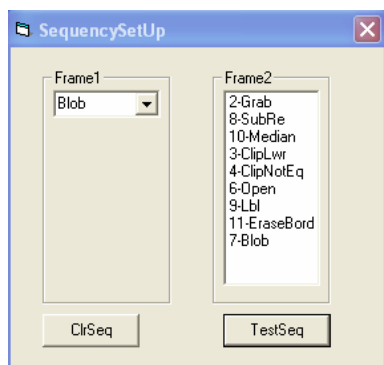 SequencySetUp
Frame1
Blob
Frame2
2-Grab
8-SubRe
10-Median
3-ClipLwr
4-ClipNotEq
6-Open
9-Lbl
11-EraseBord
7-Blob
ClrSeq
TestSeq